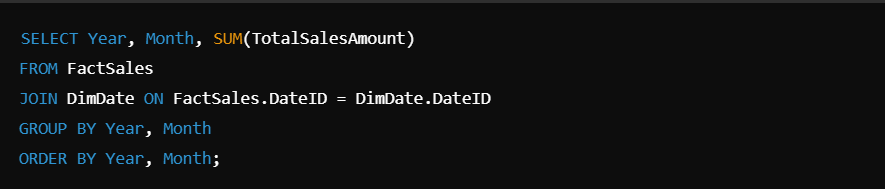 SELECT Year, Month, SUM(TotalSalesAmount)
FROM FactSales
JOIN DimDate ON FactSales.DateID = DimDate.DateID
GROUP BY Year, Month
ORDER BY Year, Month;